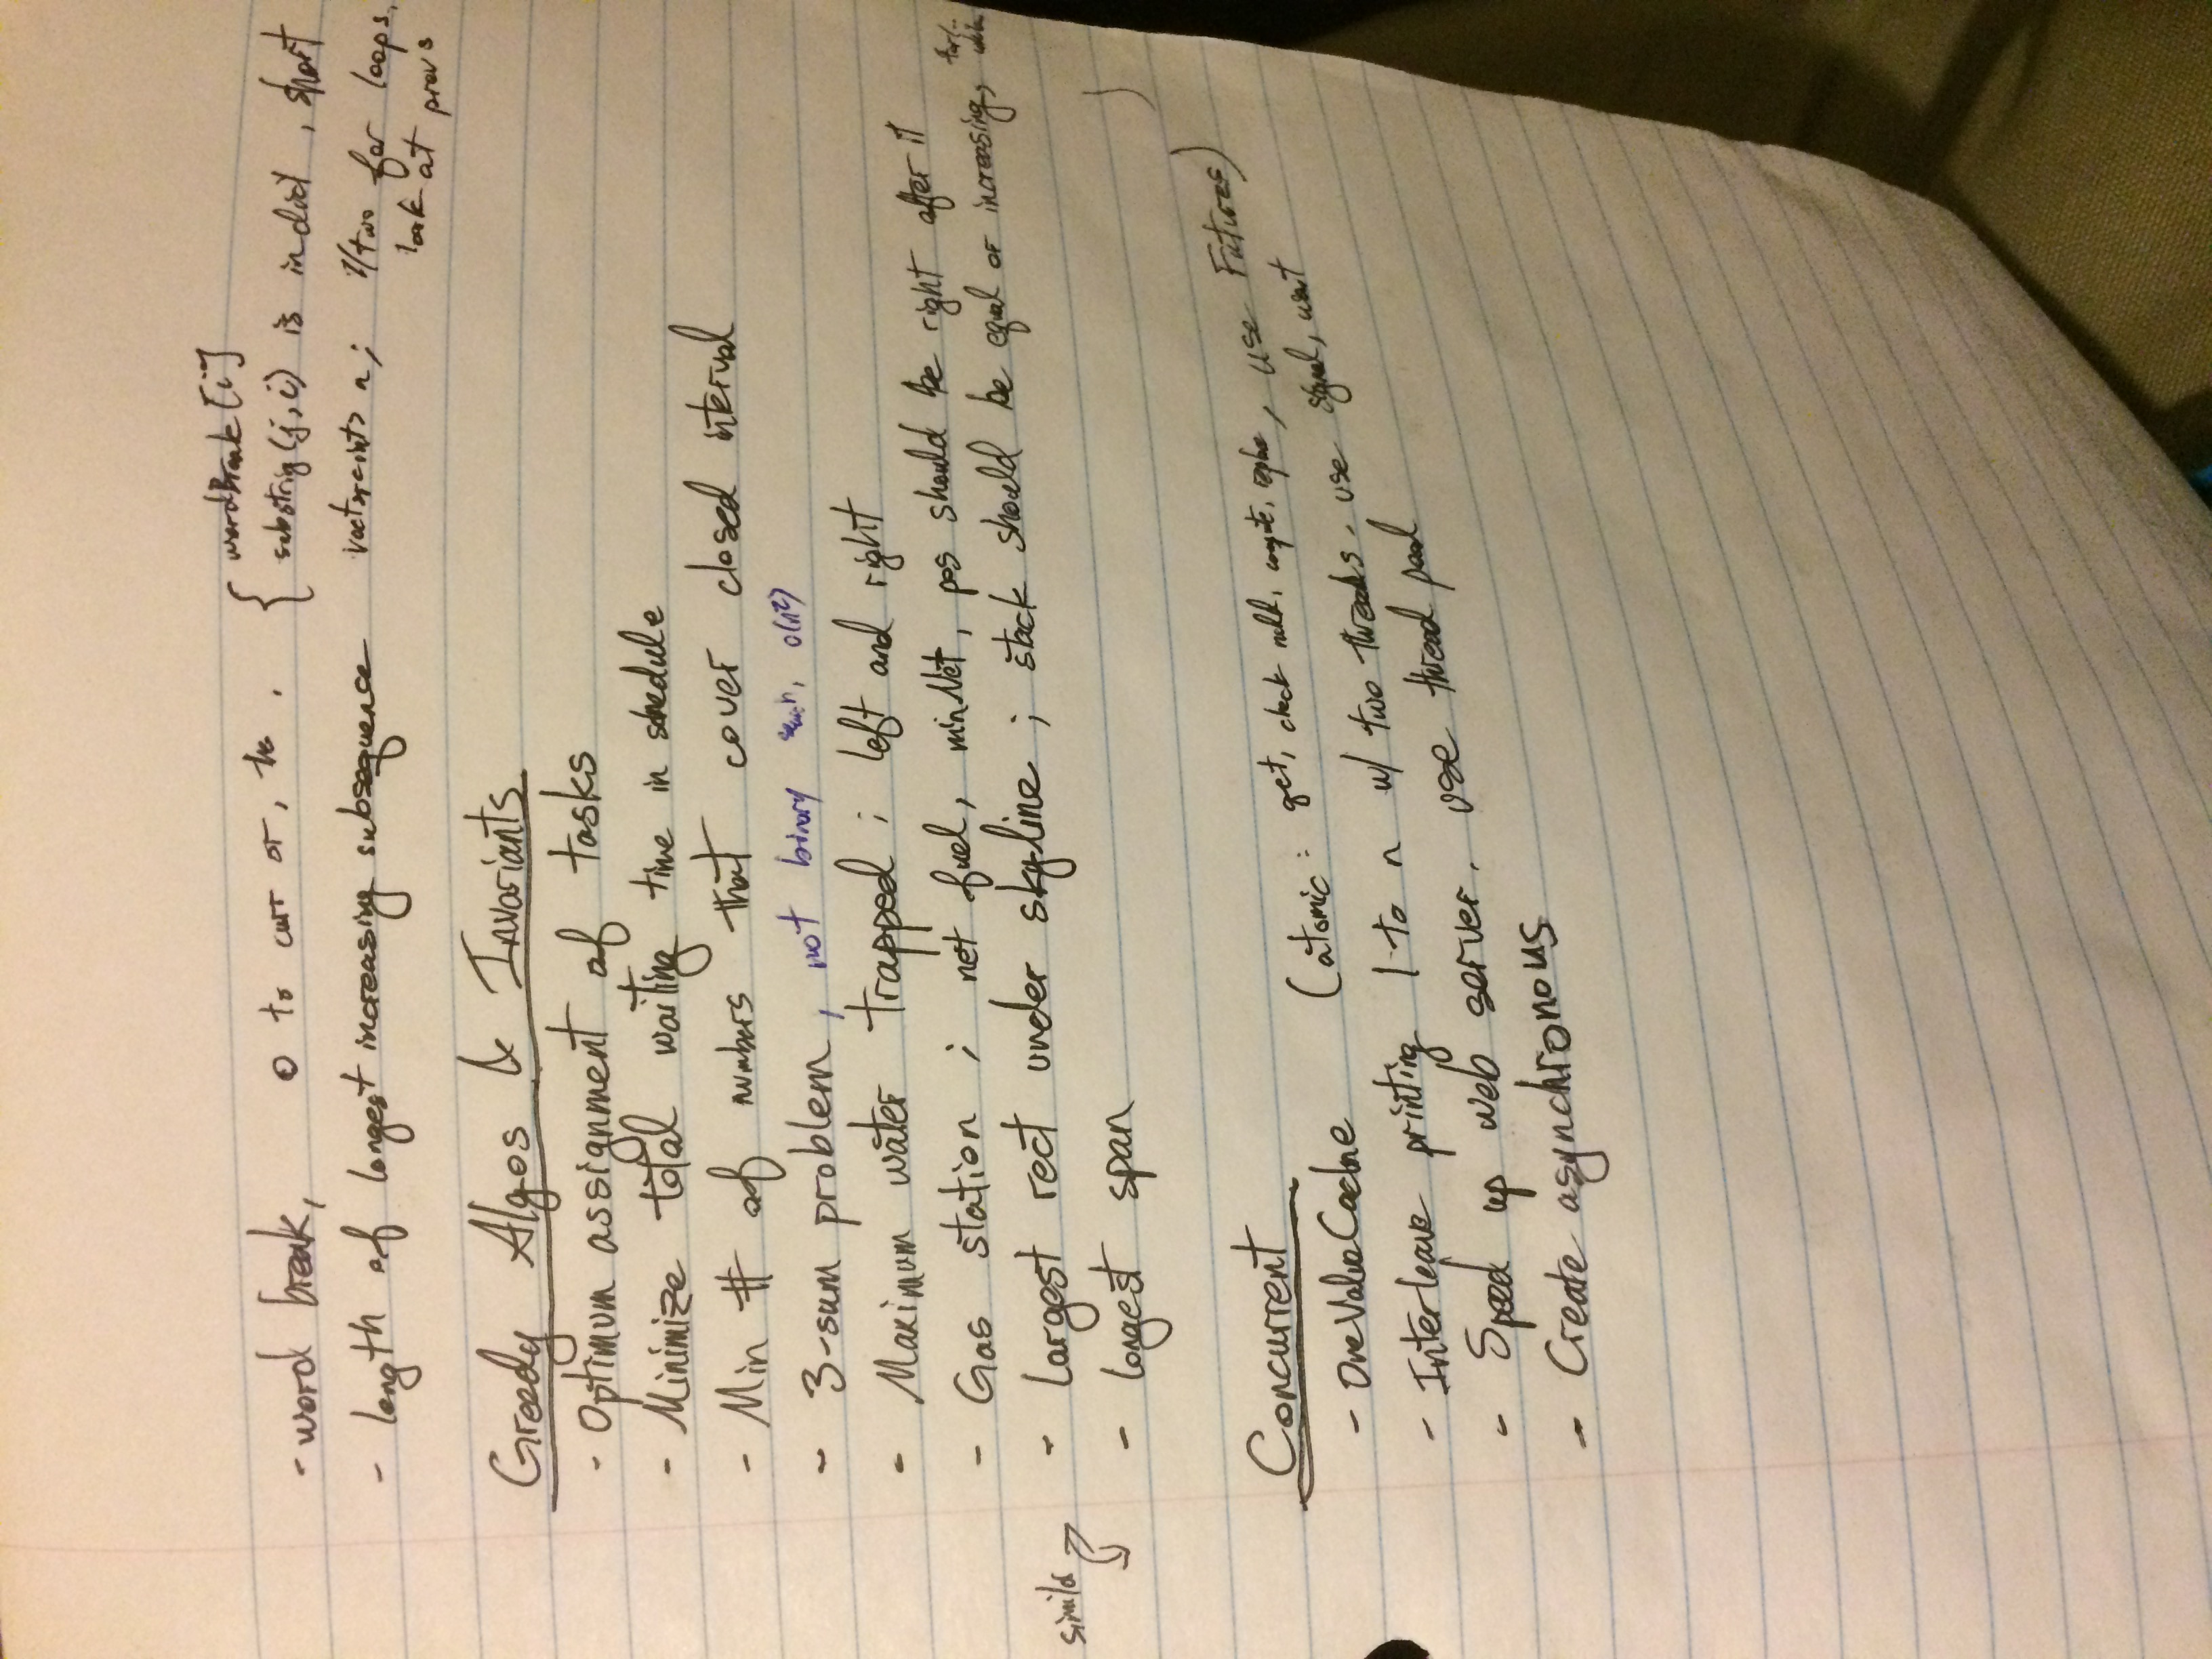 wordBreak[i]
- word break, 0 to curr or, { substrig(j,i) is in dict, short
- length of longest increasing subsequence vector<int> n; //two for loops,
look at prevs
Greedy Algos & Invariants
- Optimum assignment of tasks
- Minimize total waiting time in schedule
- Min # of numbers that cover closed interval
- 3-sum problem, not binary search, O(n²)
- Maximum water trapped ; left and right
- Gas station ; net fuel, minNet, pos should be right after it
- Largest rect under skyline ; stack should be equal or increasing, for(..
similar
- longest span
Concurrent
- OneValueCache (atomic: get, check null, compute, replace, use Futures)
- Interleave printing 1 to n w/ two threads. use signal, wait
- Speed up web server. use thread pool
- Create asynchronous